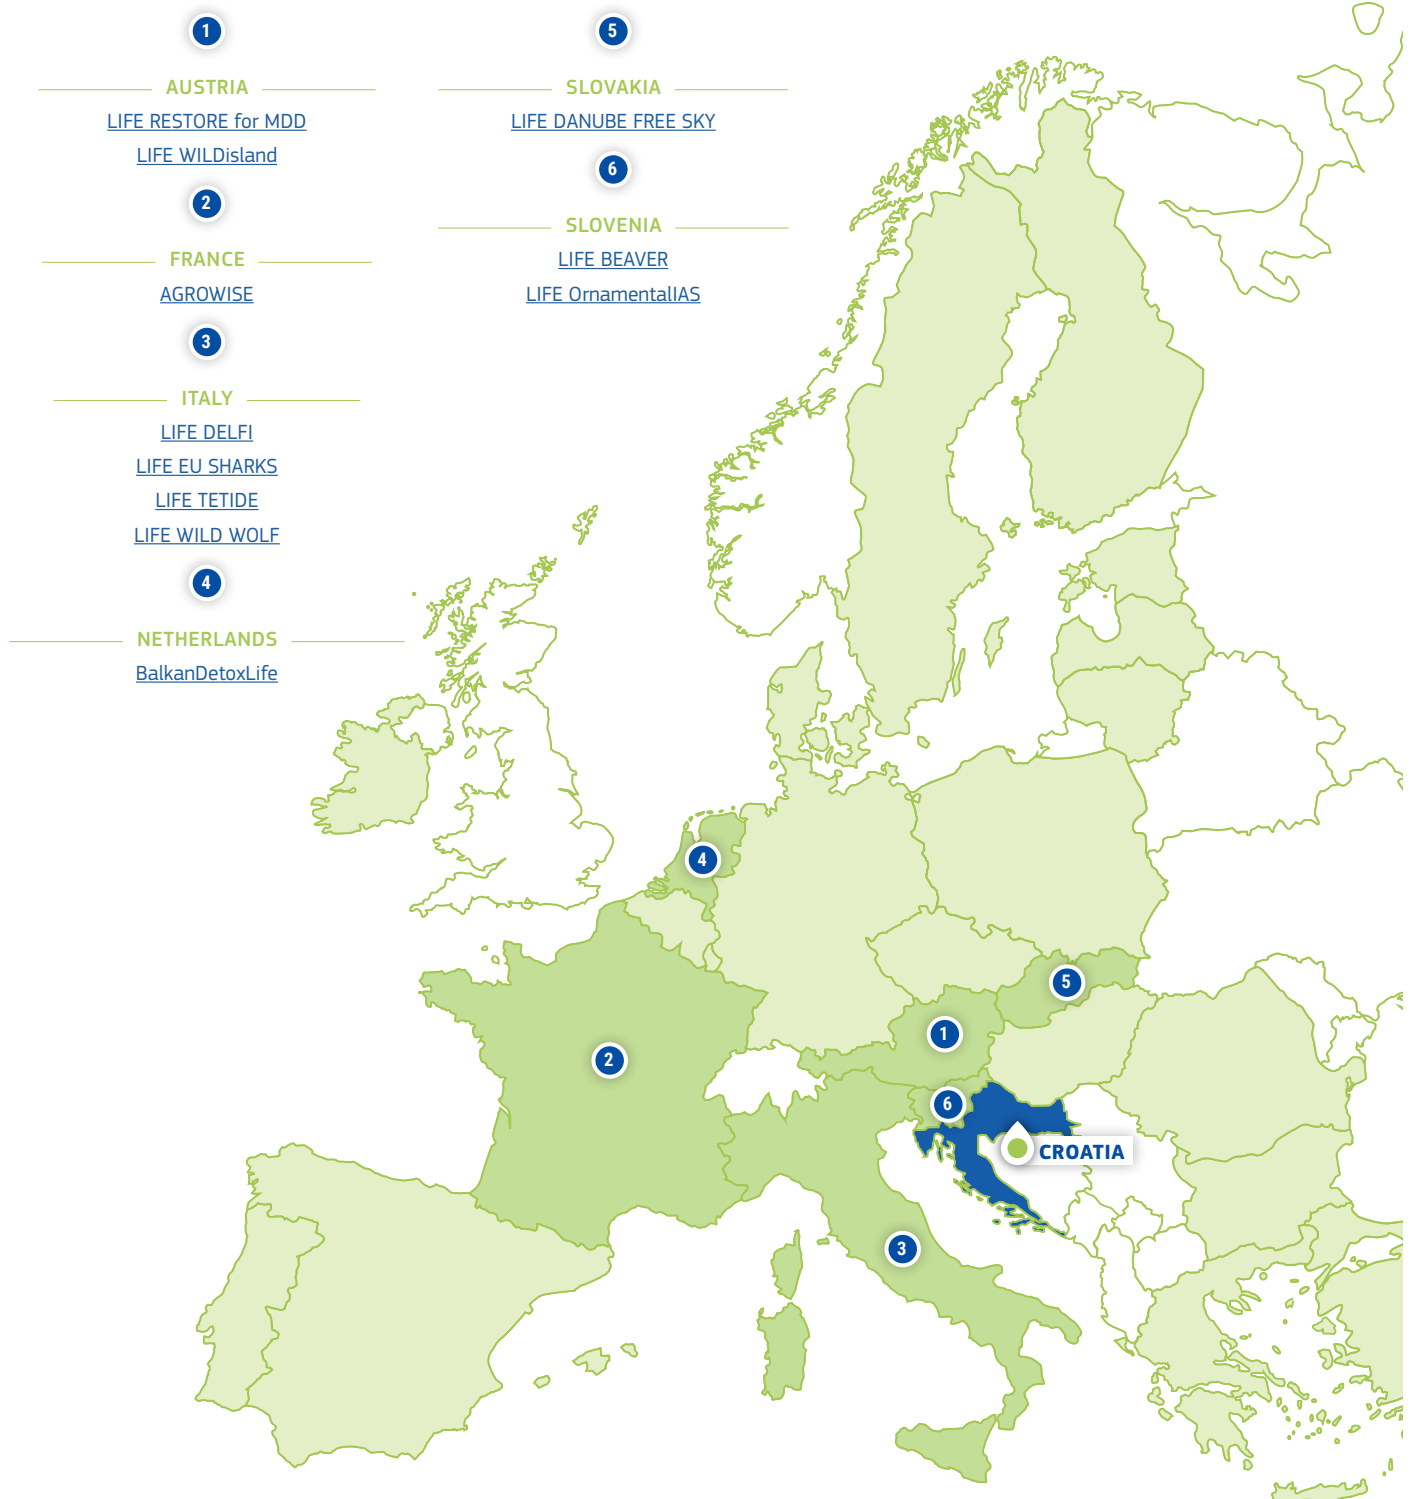 1
AUSTRIA
LIFE RESTORE for MDD
LIFE WILDisland
2
FRANCE
AGROWISE
3
ITALY
LIFE DELFI
LIFE EU SHARKS
LIFE TETIDE
LIFE WILD WOLF
4
NETHERLANDS
BalkanDetoxLife
5
SLOVAKIA
LIFE DANUBE FREE SKY
6
SLOVENIA
LIFE BEAVER
LIFE OrnamentalIAS
4
5
1
2
6
CROATIA
3